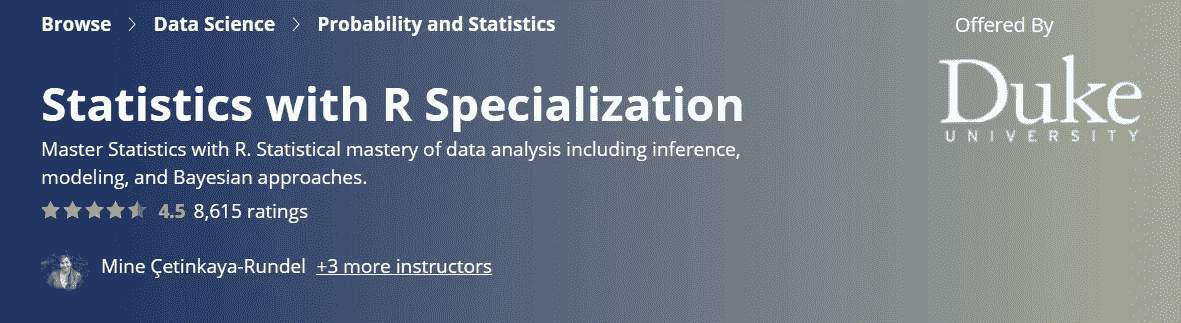 Browse > Data Science > Probability and Statistics
Offered By
Duke
UNIVERSITY
Statistics with R Specialization
Master Statistics with R. Statistical mastery of data analysis including inference,
modeling, and Bayesian approaches.
4.5 8,615 ratings
Mine Çetinkaya-Rundel +3 more instructors